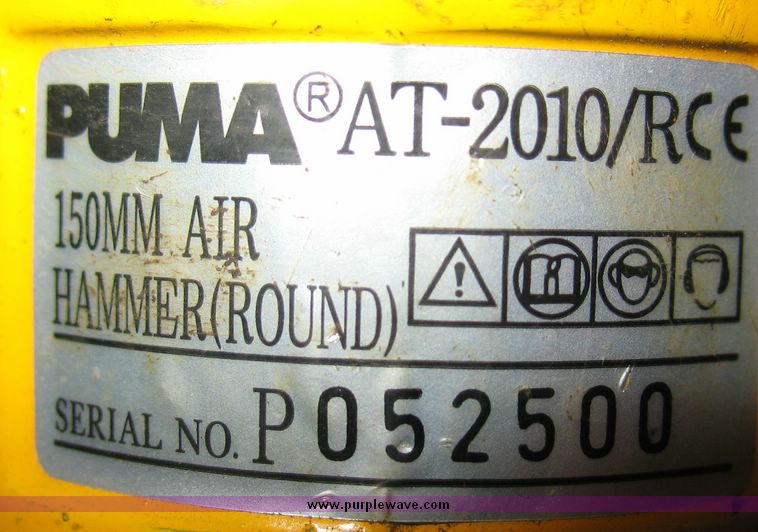 PUMA® AT-2010/R CE
150MM AIR
HAMMER(ROUND)
SERIAL NO. P052500
www.purplewave.com